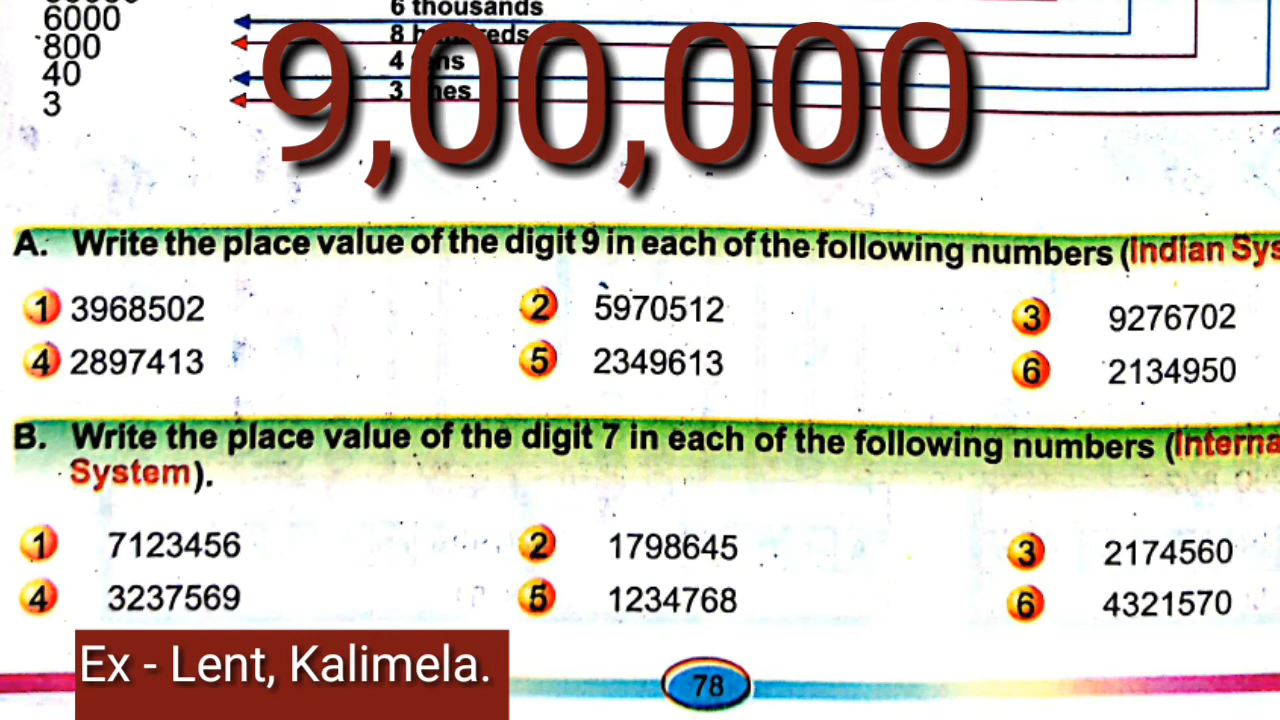 6000
6 thousands
800
40
3
9,00,000
A. Write the place value of the digit 9 in each of the following numbers (Indian Sys
1 3968502 2 5970512 3 9276702
4 2897413 5 2349613 6 2134950
B. Write the place value of the digit 7 in each of the following numbers (Interna
System).
1 7123456 2 1798645 3 2174560
4 3237569 5 1234768 6 4321570
Ex - Lent, Kalimela.
78